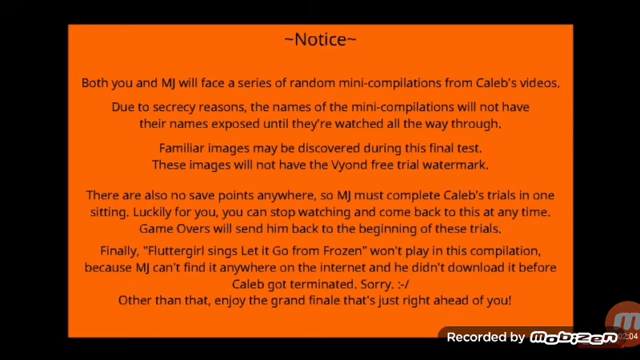 ~Notice~
Both you and MJ will face a series of random mini-compilations from Caleb's videos.
Due to secrecy reasons, the names of the mini-compilations will not have
their names exposed until they're watched all the way through.
Familiar images may be discovered during this final test.
These images will not have the Vyond free trial watermark.
There are also no save points anywhere, so MJ must complete Caleb's trials in one
sitting. Luckily for you, you can stop watching and come back to this at any time.
Game Overs will send him back to the beginning of these trials.
Finally, "Fluttergirl sings Let it Go from Frozen" won't play in this compilation,
because MJ can't find it anywhere on the internet and he didn't download it before
Caleb got terminated. Sorry. :-/
Other than that, enjoy the grand finale that's just right ahead of you!
Recorded by mobizen
02:04